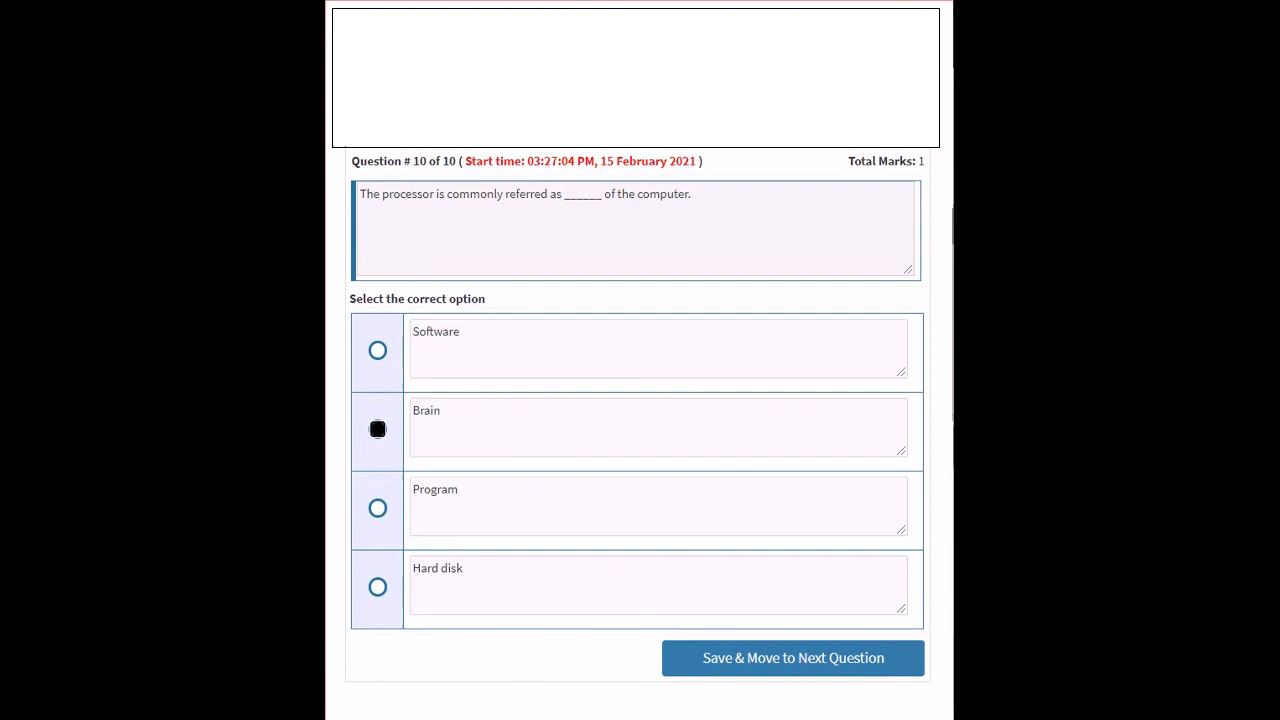 Question # 10 of 10 ( Start time: 03:27:04 PM, 15 February 2021 ) Total Marks: 1
The processor is commonly referred as ______ of the computer.
Select the correct option
Software
Brain
Program
Hard disk
Save & Move to Next Question